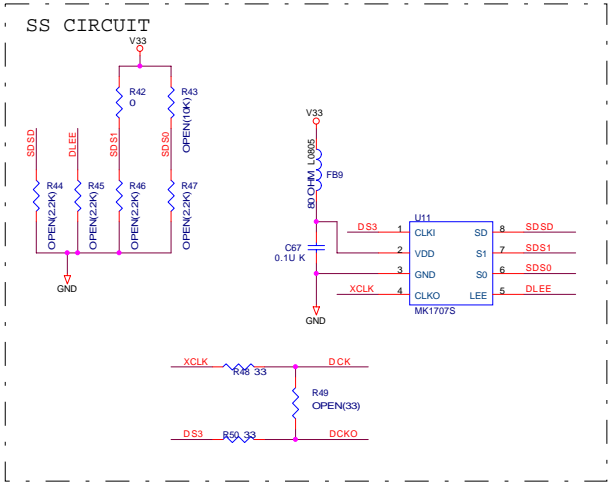 SS CIRCUIT
V33
R42
0
R43
OPEN(10K)
SDSD
DLEE
SDS1
SDS0
R44
OPEN(2.2K)
R45
OPEN(2.2K)
R46
OPEN(2.2K)
R47
OPEN(2.2K)
GND
V33
80 OHM L0805
FB9
C67
0.1U K
GND
U11
DS3 1 CLKI SD 8 SDSD
2 VDD S1 7 SDS1
3 GND S0 6 SDS0
XCLK 4 CLKO LEE 5 DLEE
MK1707S
XCLK DCK
R48 33
R49
OPEN(33)
DS3 R50 33 DCKO